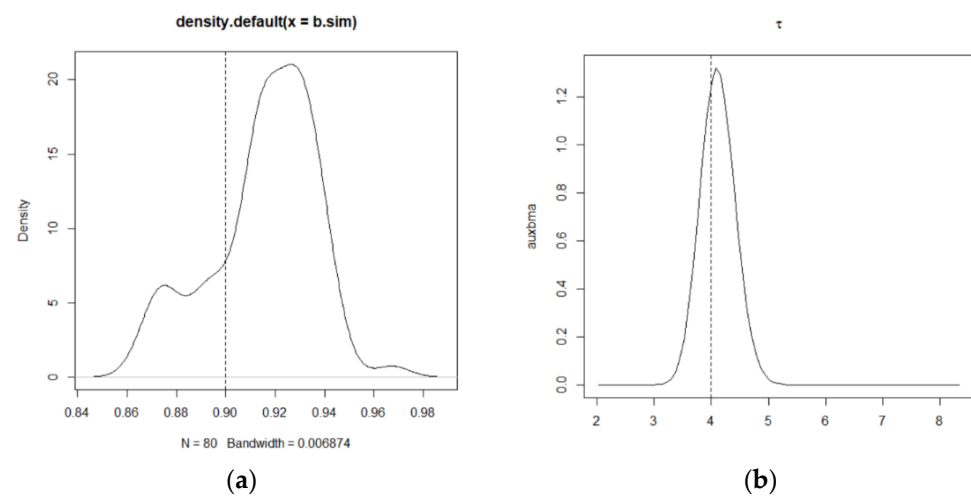 density.default(x = b.sim)
Density
0 5 10 15 20
0.84 0.86 0.88 0.90 0.92 0.94 0.96 0.98
N = 80 Bandwidth = 0.006874
(a)
τ
auxbma
0.0 0.2 0.4 0.6 0.8 1.0 1.2
2 3 4 5 6 7 8
(b)